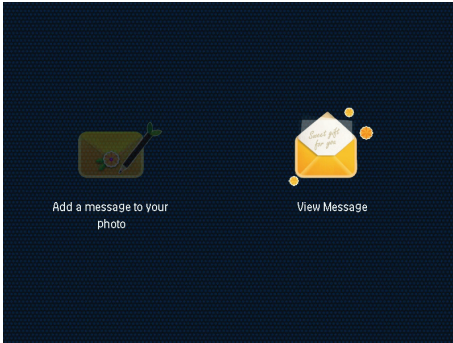 Sweet gift
for you
Add a message to your
photo
View Message